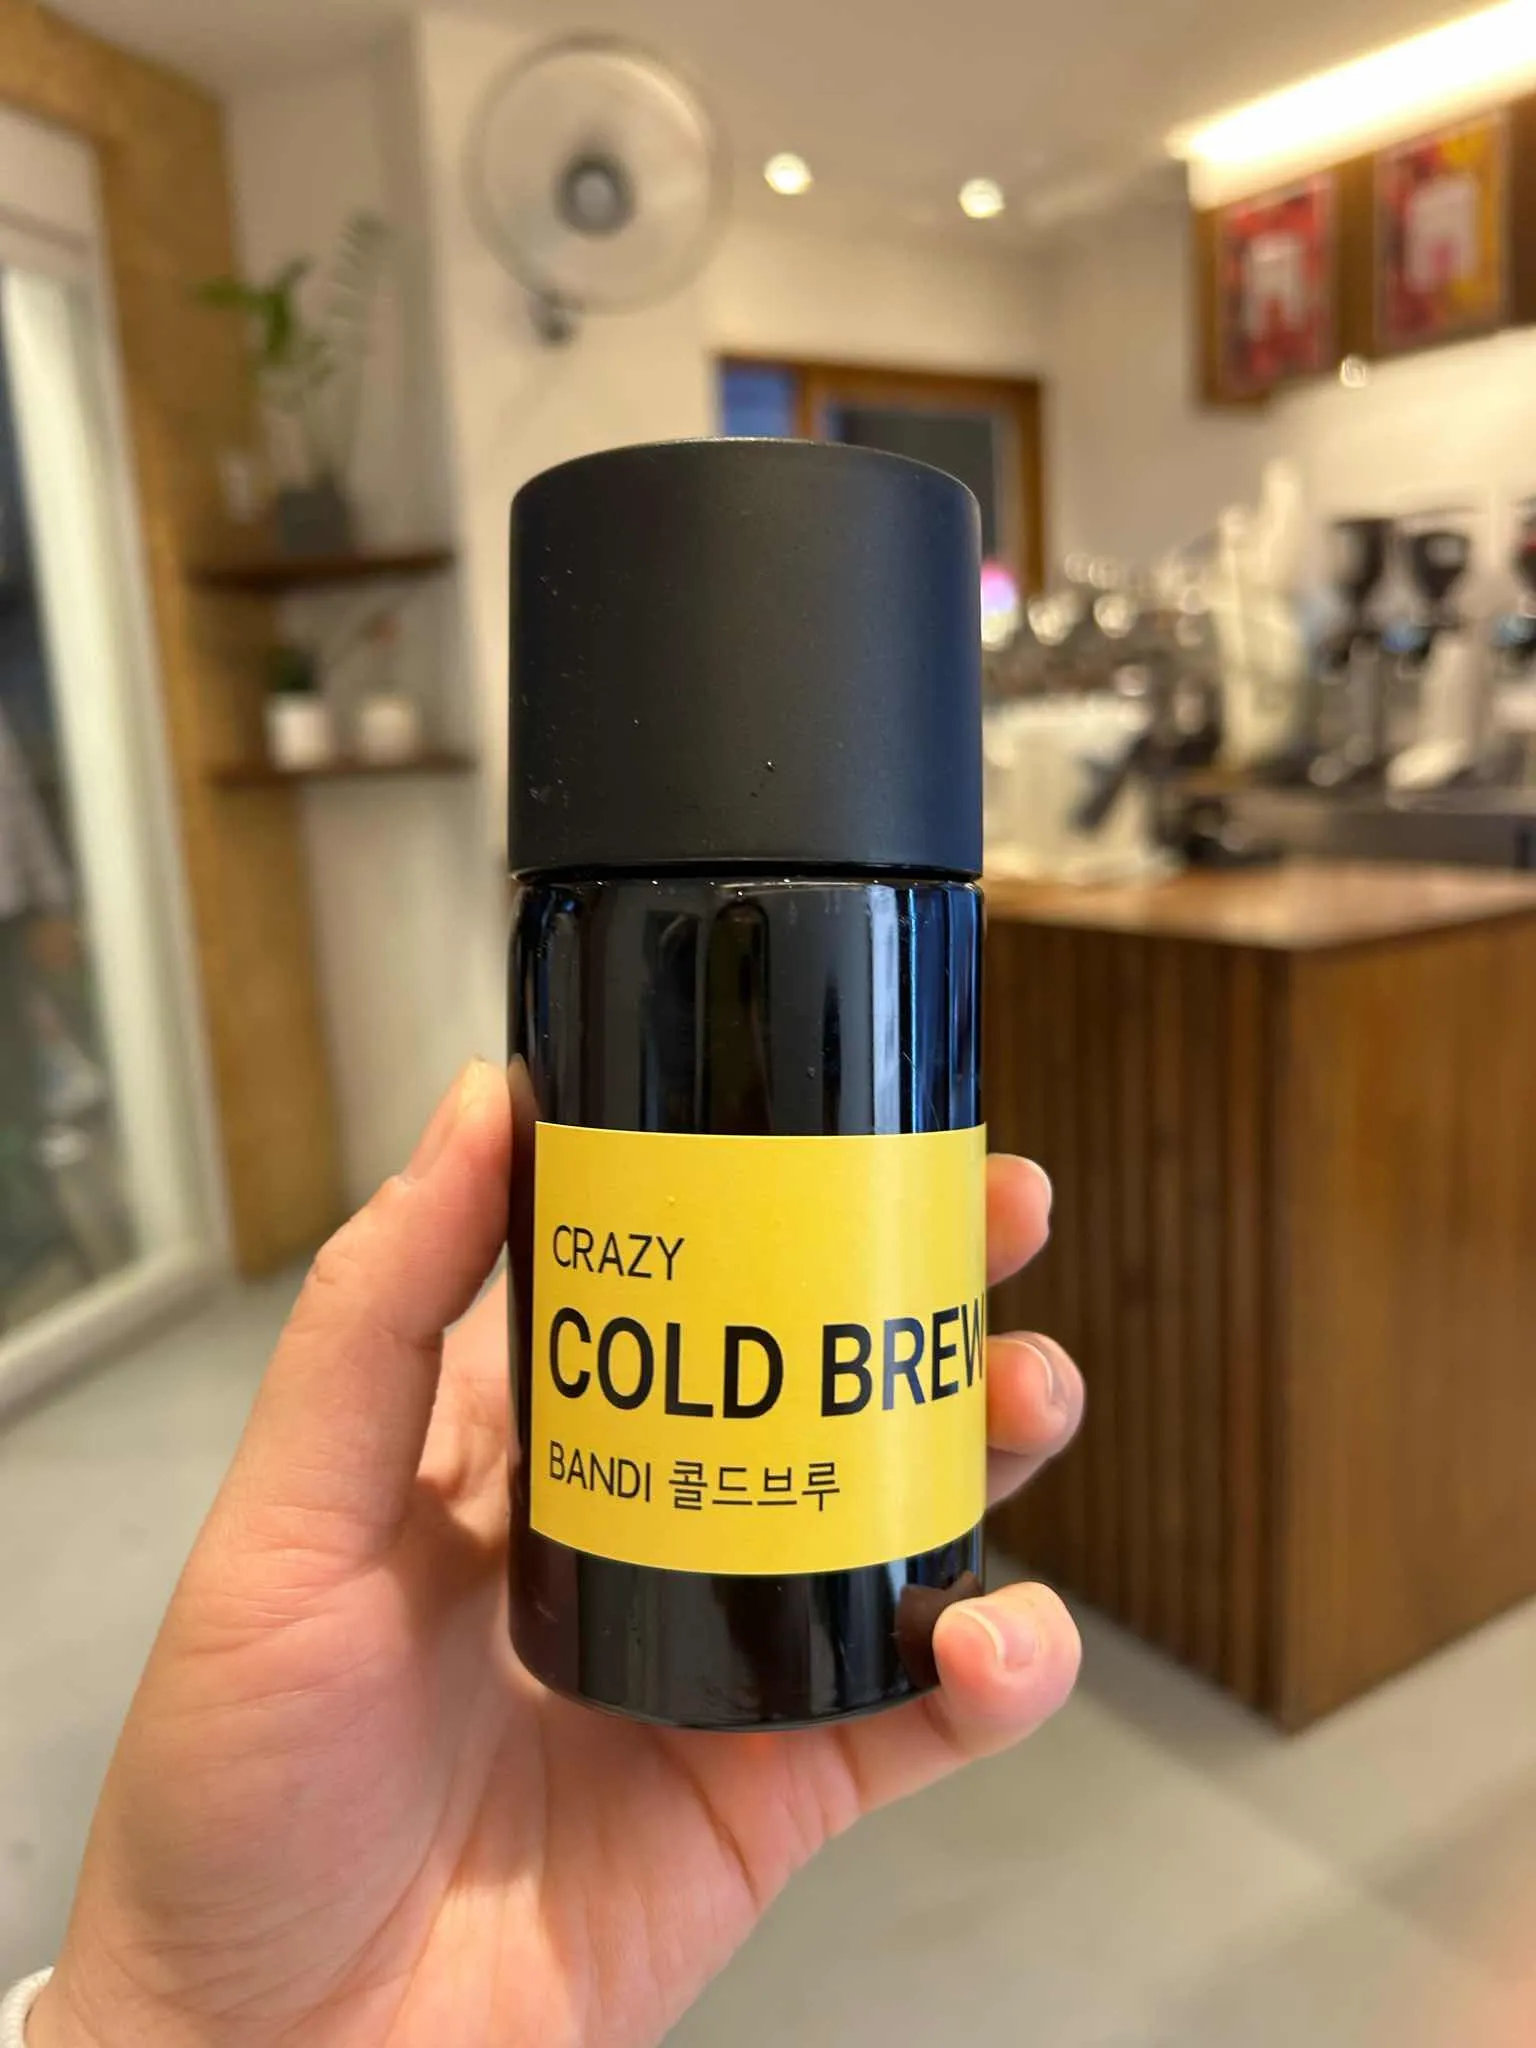 CRAZY
COLD BREW
BANDI 콜드브루